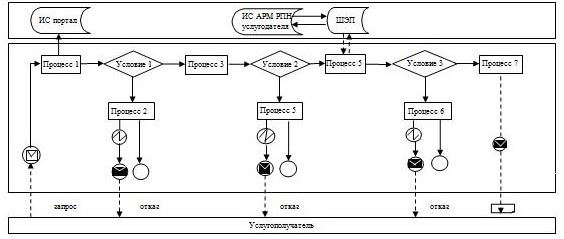 ИС портал
ИС АРМ РПН
услугодателя
ШЭП
Процесс 1
Условие 1
Процесс 3
Условие 2
Процесс 5
Условие 3
Процесс 7
Процесс 2
Процесс 5
Процесс 6
запрос
отказ
отказ
отказ
Услугополучатель